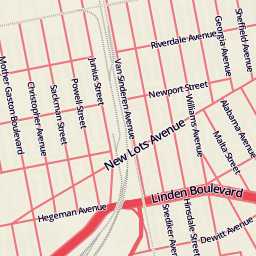 Sheffield Avenue
Georgia Avenue
Riverdale Avenue
Mother Gaston Boulevard
Christopher Avenue
Sackman Street
Powell Street
Junius Street
Van Sinderen Avenue
Newport Street
Williams Avenue
Alabama Avenue
Malta Street
New Lots Avenue
Linden Boulevard
Hegeman Avenue
Snediker Aven
Hinsdale Street
Dewitt Avenue